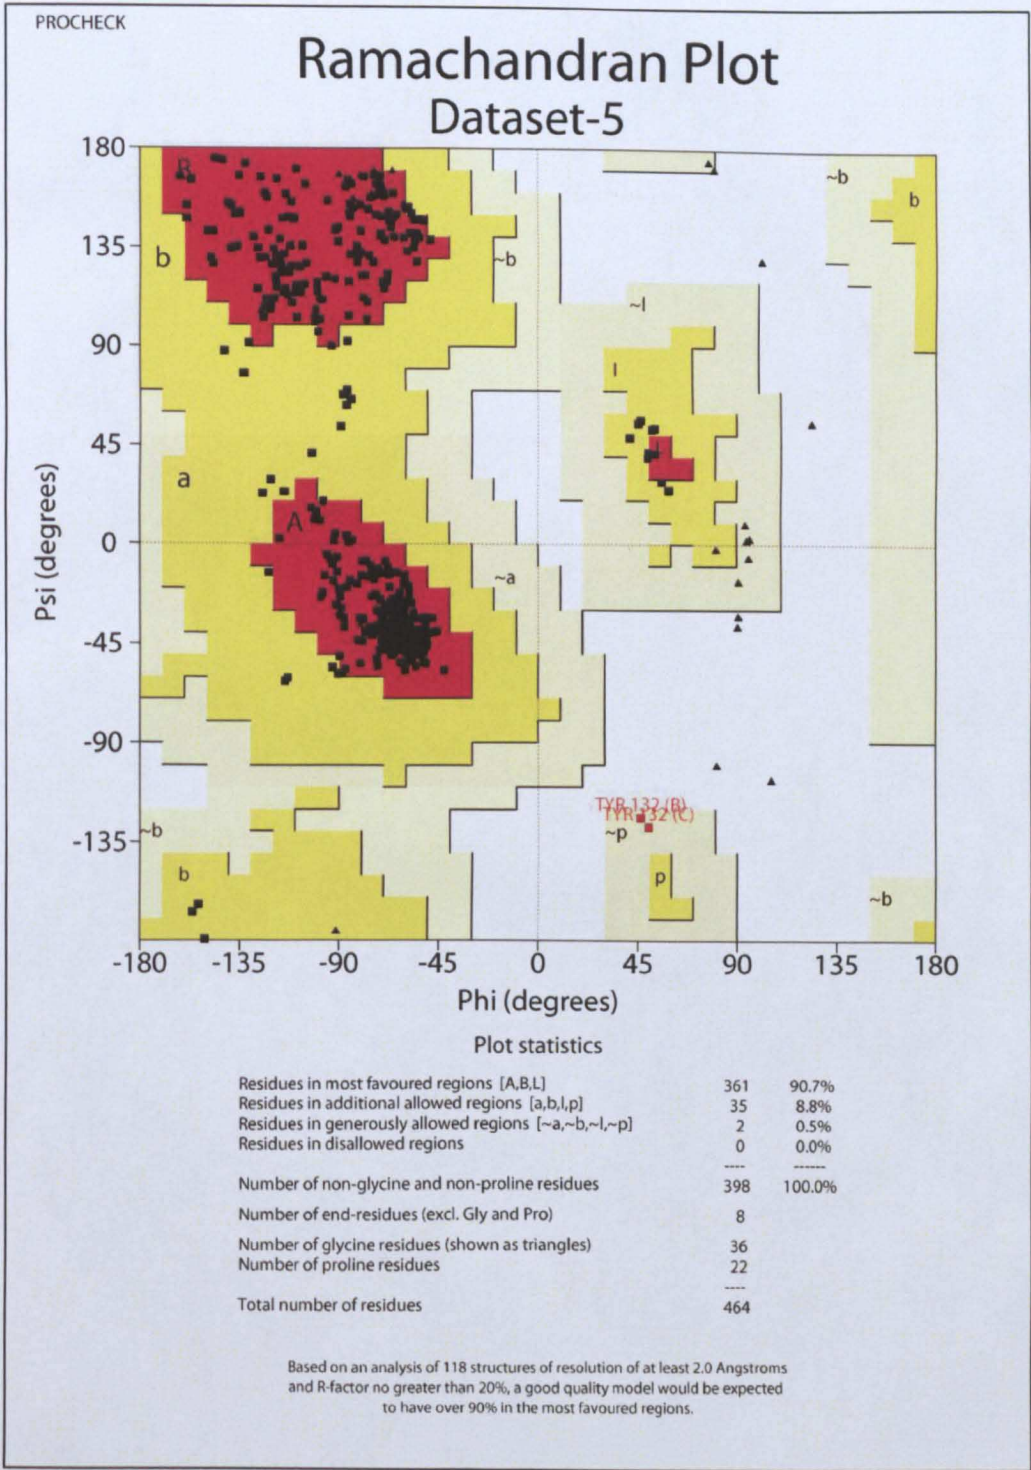 PROCHECK
Ramachandran Plot
Dataset-5
180
135
90
45
0
-45
-90
-135
Psi (degrees)
B
~b
b
b
~b
~l
l
L
a
A
~a
TYR 132 (B)
TYR 132 (C)
~b
~p
b
p
~b
-180 -135 -90 -45 0 45 90 135 180
Phi (degrees)
Plot statistics
Residues in most favoured regions [A,B,L] 361 90.7%
Residues in additional allowed regions [a,b,l,p] 35 8.8%
Residues in generously allowed regions [~a,~b,~l,~p] 2 0.5%
Residues in disallowed regions 0 0.0%
---- ------
Number of non-glycine and non-proline residues 398 100.0%
Number of end-residues (excl. Gly and Pro) 8
Number of glycine residues (shown as triangles) 36
Number of proline residues 22
----
Total number of residues 464
Based on an analysis of 118 structures of resolution of at least 2.0 Angstroms
and R-factor no greater than 20%, a good quality model would be expected
to have over 90% in the most favoured regions.